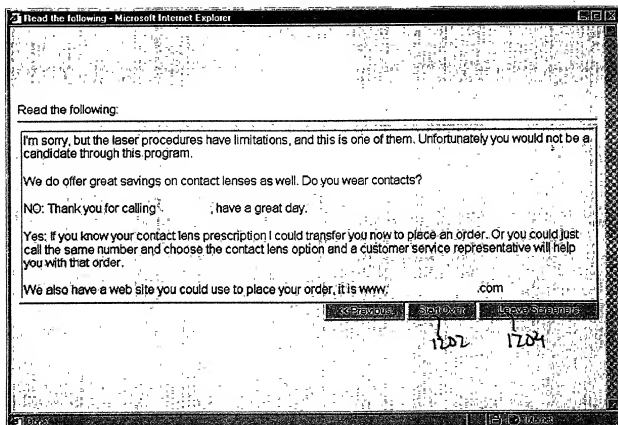 Read the following - Microsoft Internet Explorer
Read the following:
I'm sorry, but the laser procedures have limitations, and this is one of them. Unfortunately you would not be a
candidate through this program.
We do offer great savings on contact lenses as well. Do you wear contacts?
NO: Thank you for calling , have a great day.
Yes: If you know your contact lens prescription I could transfer you now to place an order. Or you could just
call the same number and choose the contact lens option and a customer service representative will help
you with that order.
We also have a web site you could use to place your order, it is www. .com
<< Previous Start Over Leave Screeners
1202 1204